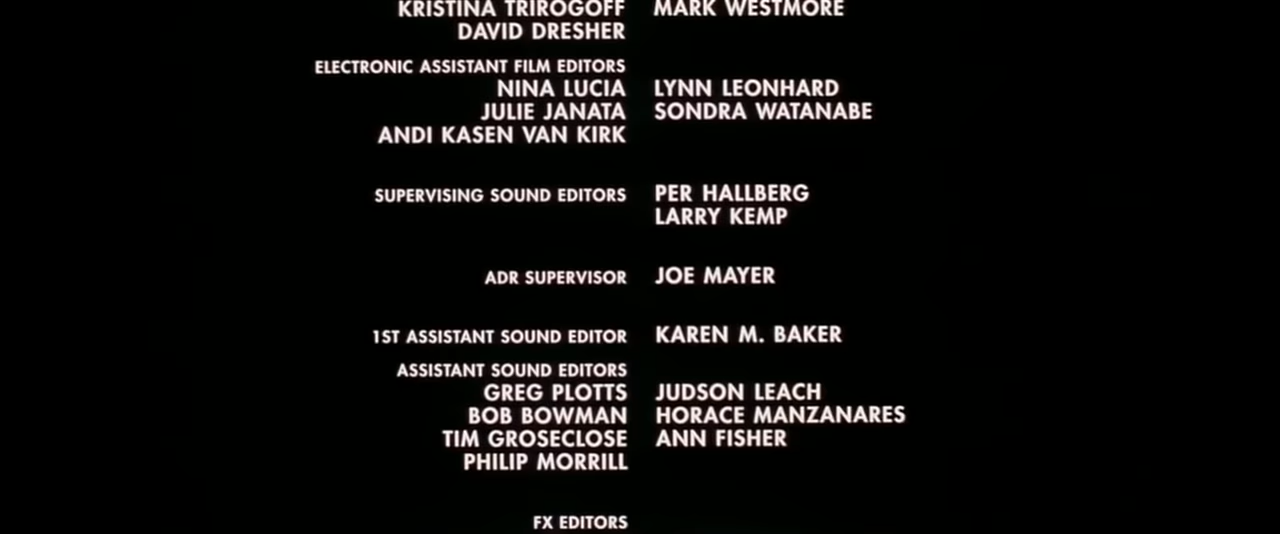 KRISTINA TRIROGOFF MARK WESTMORE
DAVID DRESHER
ELECTRONIC ASSISTANT FILM EDITORS
NINA LUCIA LYNN LEONHARD
JULIE JANATA SONDRA WATANABE
ANDI KASEN VAN KIRK
SUPERVISING SOUND EDITORS PER HALLBERG
LARRY KEMP
ADR SUPERVISOR JOE MAYER
1ST ASSISTANT SOUND EDITOR KAREN M. BAKER
ASSISTANT SOUND EDITORS
GREG PLOTTS JUDSON LEACH
BOB BOWMAN HORACE MANZANARES
TIM GROSECLOSE ANN FISHER
PHILIP MORRILL
FX EDITORS